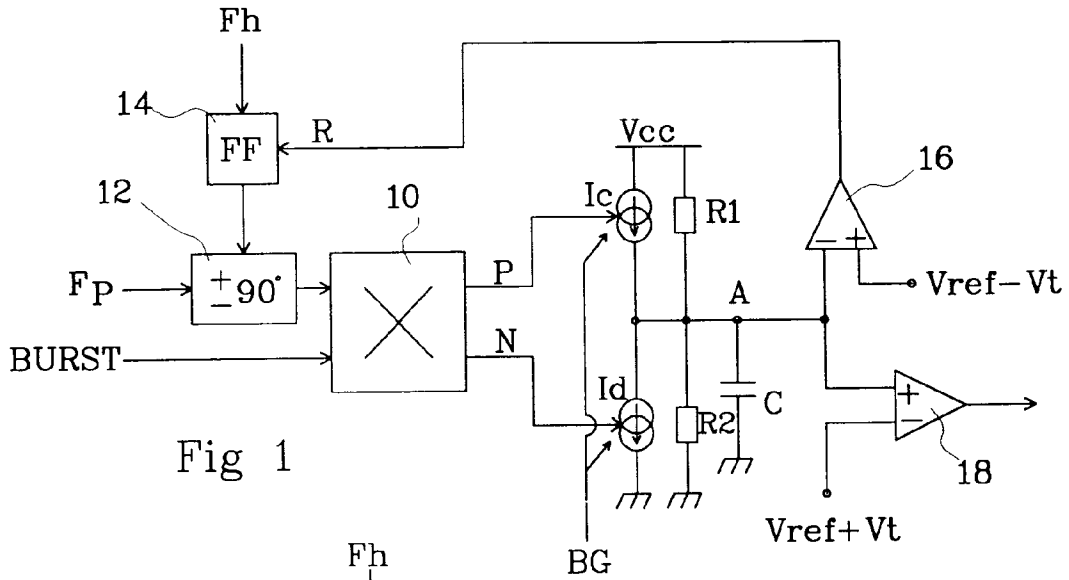 Fh
14
FF
R
Vcc
16
12
Ic
R1
10
P
Fp
+
- 90°
- +
Vref-Vt
A
BURST
N
Id
C
+
-
R2
18
Fig 1
Vref+Vt
Fh
BG